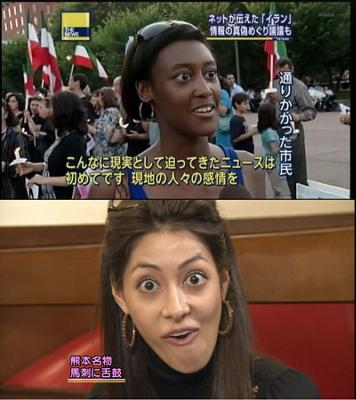 ネットが伝えた「イラン」
情報の真偽めぐり論議も
NEWS
通りかかった市民
こんなに現実として迫ってきたニュースは
初めてです 現地の人々の感情を
熊本名物
馬刺に舌鼓